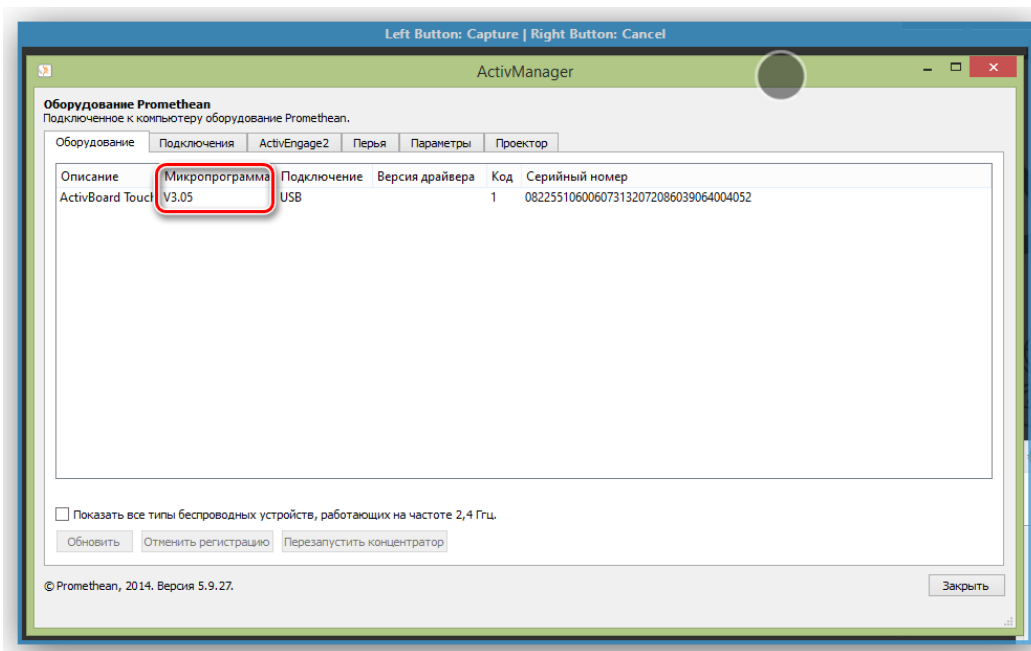 Left Button: Capture | Right Button: Cancel
ActivManager
Оборудование Promethean
Подключенное к компьютеру оборудование Promethean.
Оборудование Подключения ActivEngage2 Перья Параметры Проектор
Описание Микропрограмма Подключение Версия драйвера Код Серийный номер
ActivBoard Touch V3.05 USB 1 082255106006073132072086039064004052
Показать все типы беспроводных устройств, работающих на частоте 2,4 Ггц.
Обновить Отменить регистрацию Перезапустить концентратор
© Promethean, 2014. Версия 5.9.27.
Закрыть